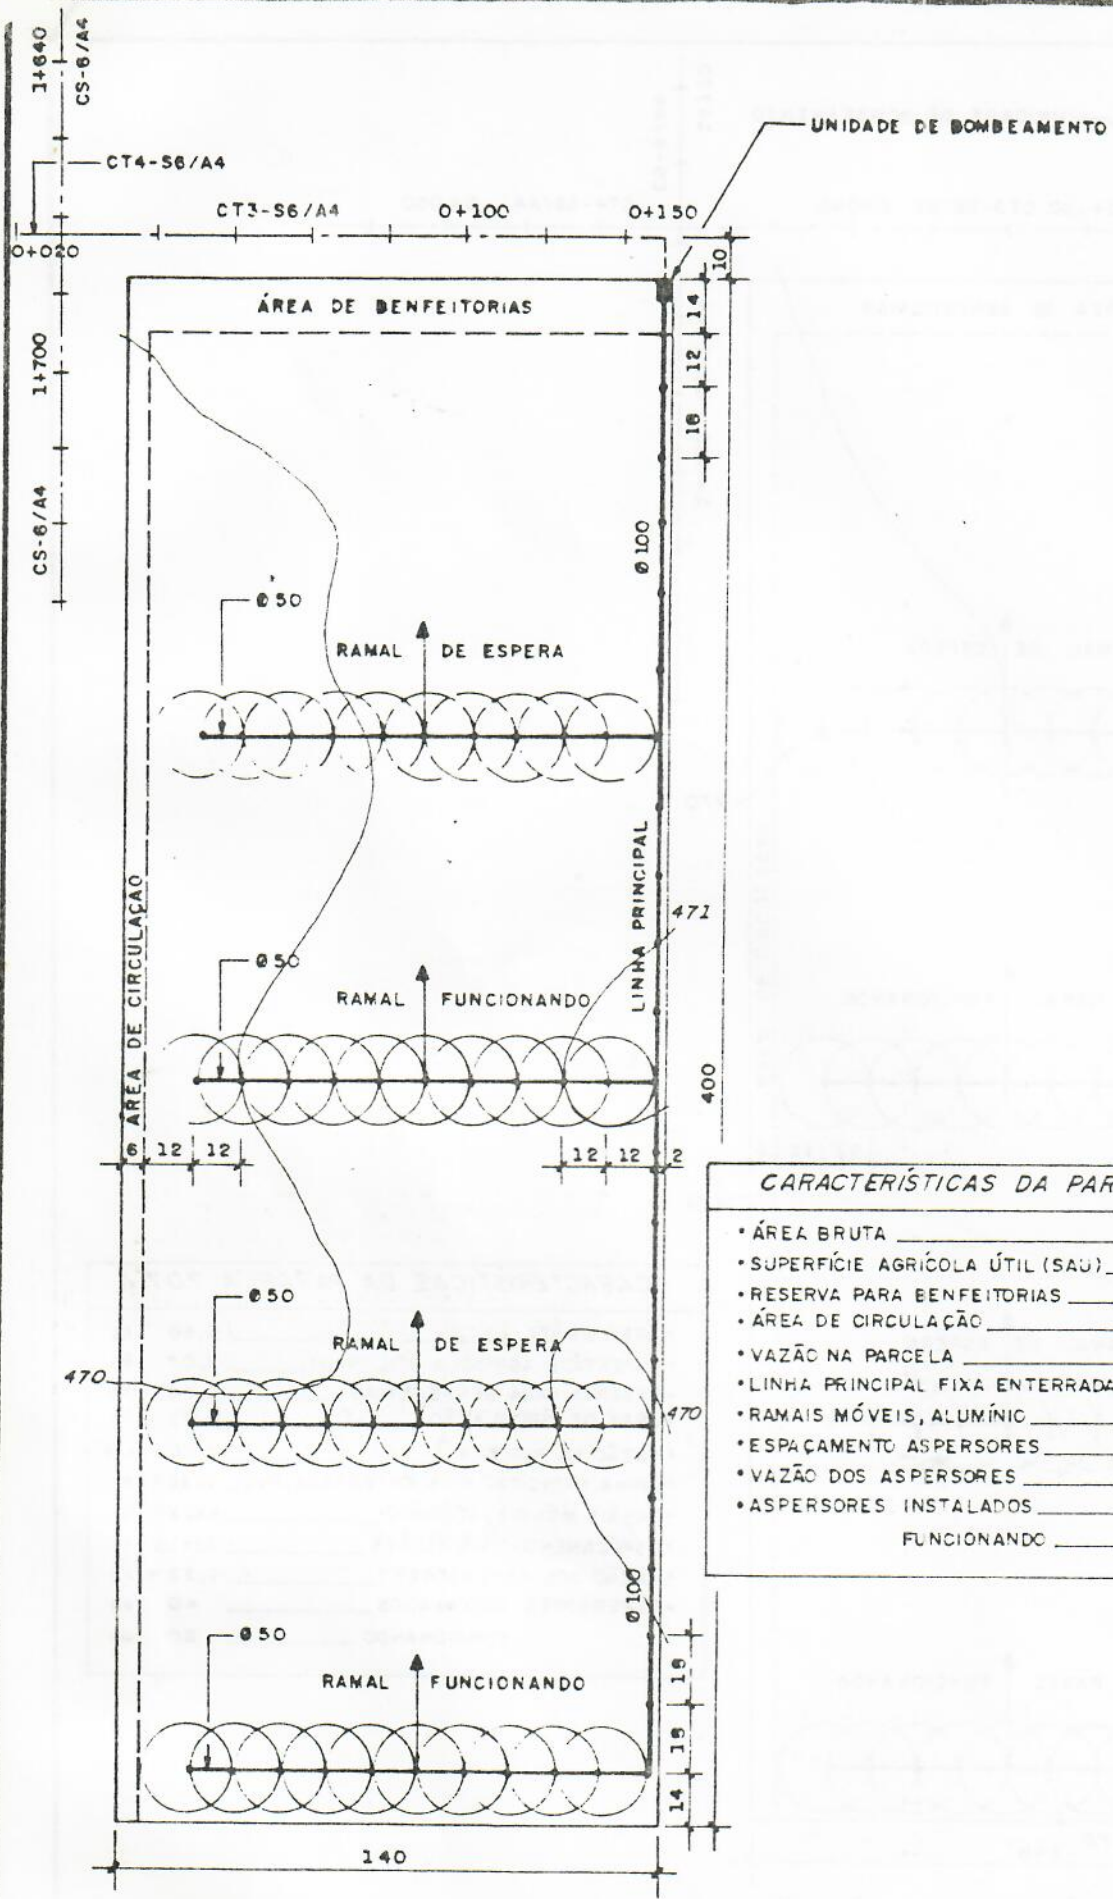 1+640
CS-6/A4
UNIDADE DE BOMBEAMENTO
CT4-S6/A4
CT3-S6/A4
0+100
0+150
0+020
10
ÁREA DE BENFEITORIAS
14
12
18
1+700
CS-6/A4
Ø100
Ø50
RAMAL DE ESPERA
LINHA PRINCIPAL
ÁREA DE CIRCULAÇÃO
471
Ø50
RAMAL FUNCIONANDO
400
6 12 12
12 12 2
CARACTERÍSTICAS DA PAR
• ÁREA BRUTA
• SUPERFÍCIE AGRÍCOLA ÚTIL (SAU)
• RESERVA PARA BENFEITORIAS
• ÁREA DE CIRCULAÇÃO
• VAZÃO NA PARCELA
• LINHA PRINCIPAL FIXA ENTERRADA
• RAMAIS MÓVEIS, ALUMÍNIO
• ESPAÇAMENTO ASPERSORES
• VAZÃO DOS ASPERSORES
• ASPERSORES INSTALADOS
FUNCIONANDO
Ø50
RAMAL DE ESPERA
470
470
Ø100
Ø50
RAMAL FUNCIONANDO
18
18
14
140